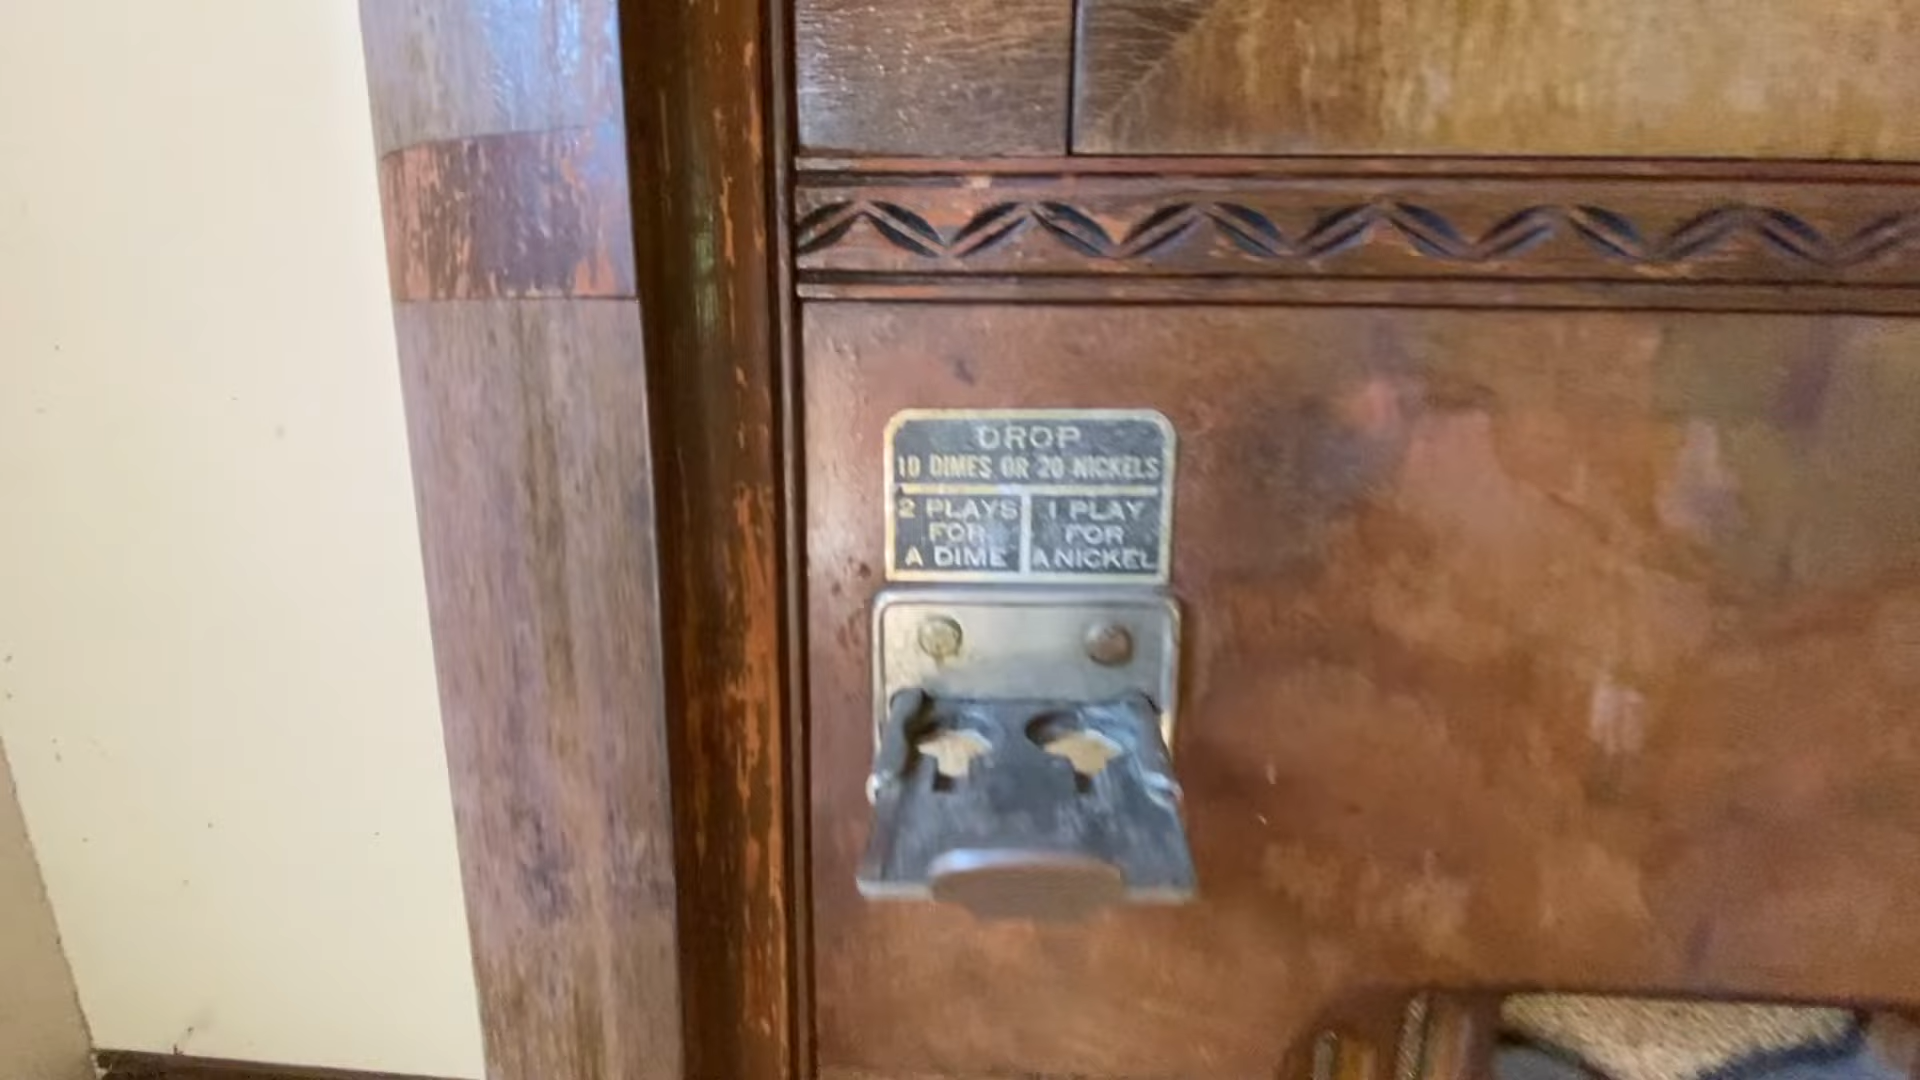 DROP
10 DIMES OR 20 NICKELS
2 PLAYS
FOR
A DIME
1 PLAY
FOR
A NICKEL